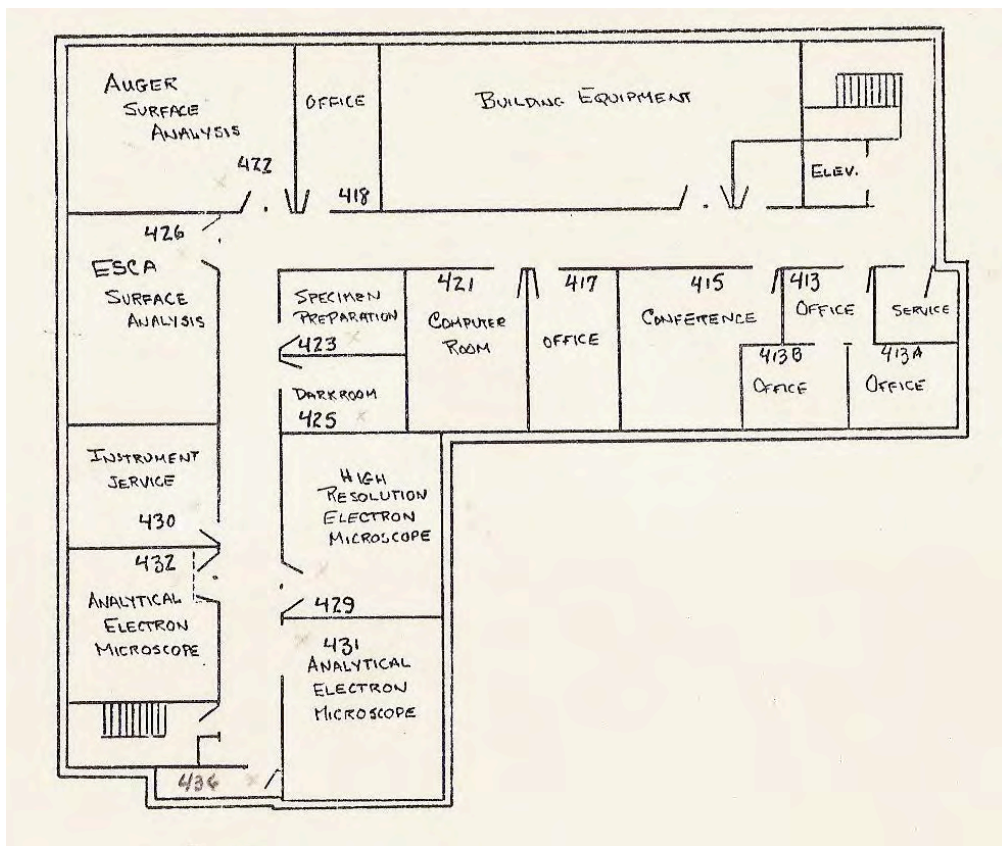 AUGER
SURFACE
ANALYSIS
422
OFFICE
418
BUILDING EQUIPMENT
ELEV.
426
ESCA
SURFACE
ANALYSIS
SPECIMEN
PREPARATION
423
421
COMPUTER
ROOM
417
OFFICE
415
CONFERENCE
413
OFFICE
SERVICE
413B
OFFICE
413A
OFFICE
DARKROOM
425
INSTRUMENT
SERVICE
430
HIGH
RESOLUTION
ELECTRON
MICROSCOPE
429
432
ANALYTICAL
ELECTRON
MICROSCOPE
431
ANALYTICAL
ELECTRON
MICROSCOPE
436